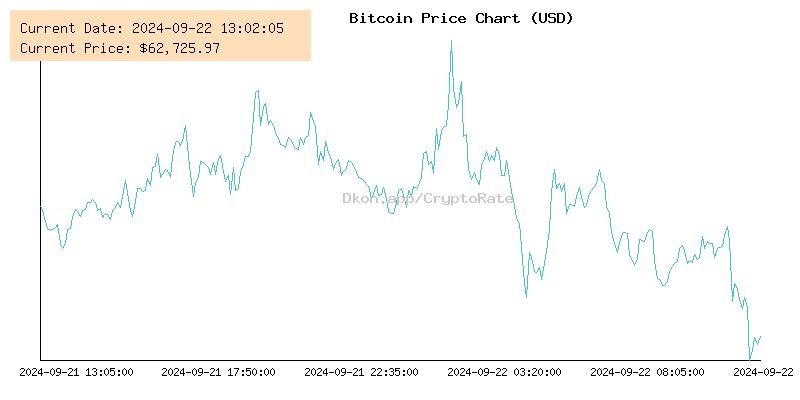 Bitcoin Price Chart (USD)
Current Date: 2024-09-22 13:02:05
Current Price: $62,725.97
Dkon.app/CryptoRate
2024-09-21 13:05:00 2024-09-21 17:50:00 2024-09-21 22:35:00 2024-09-22 03:20:00 2024-09-22 08:05:00 2024-09-22